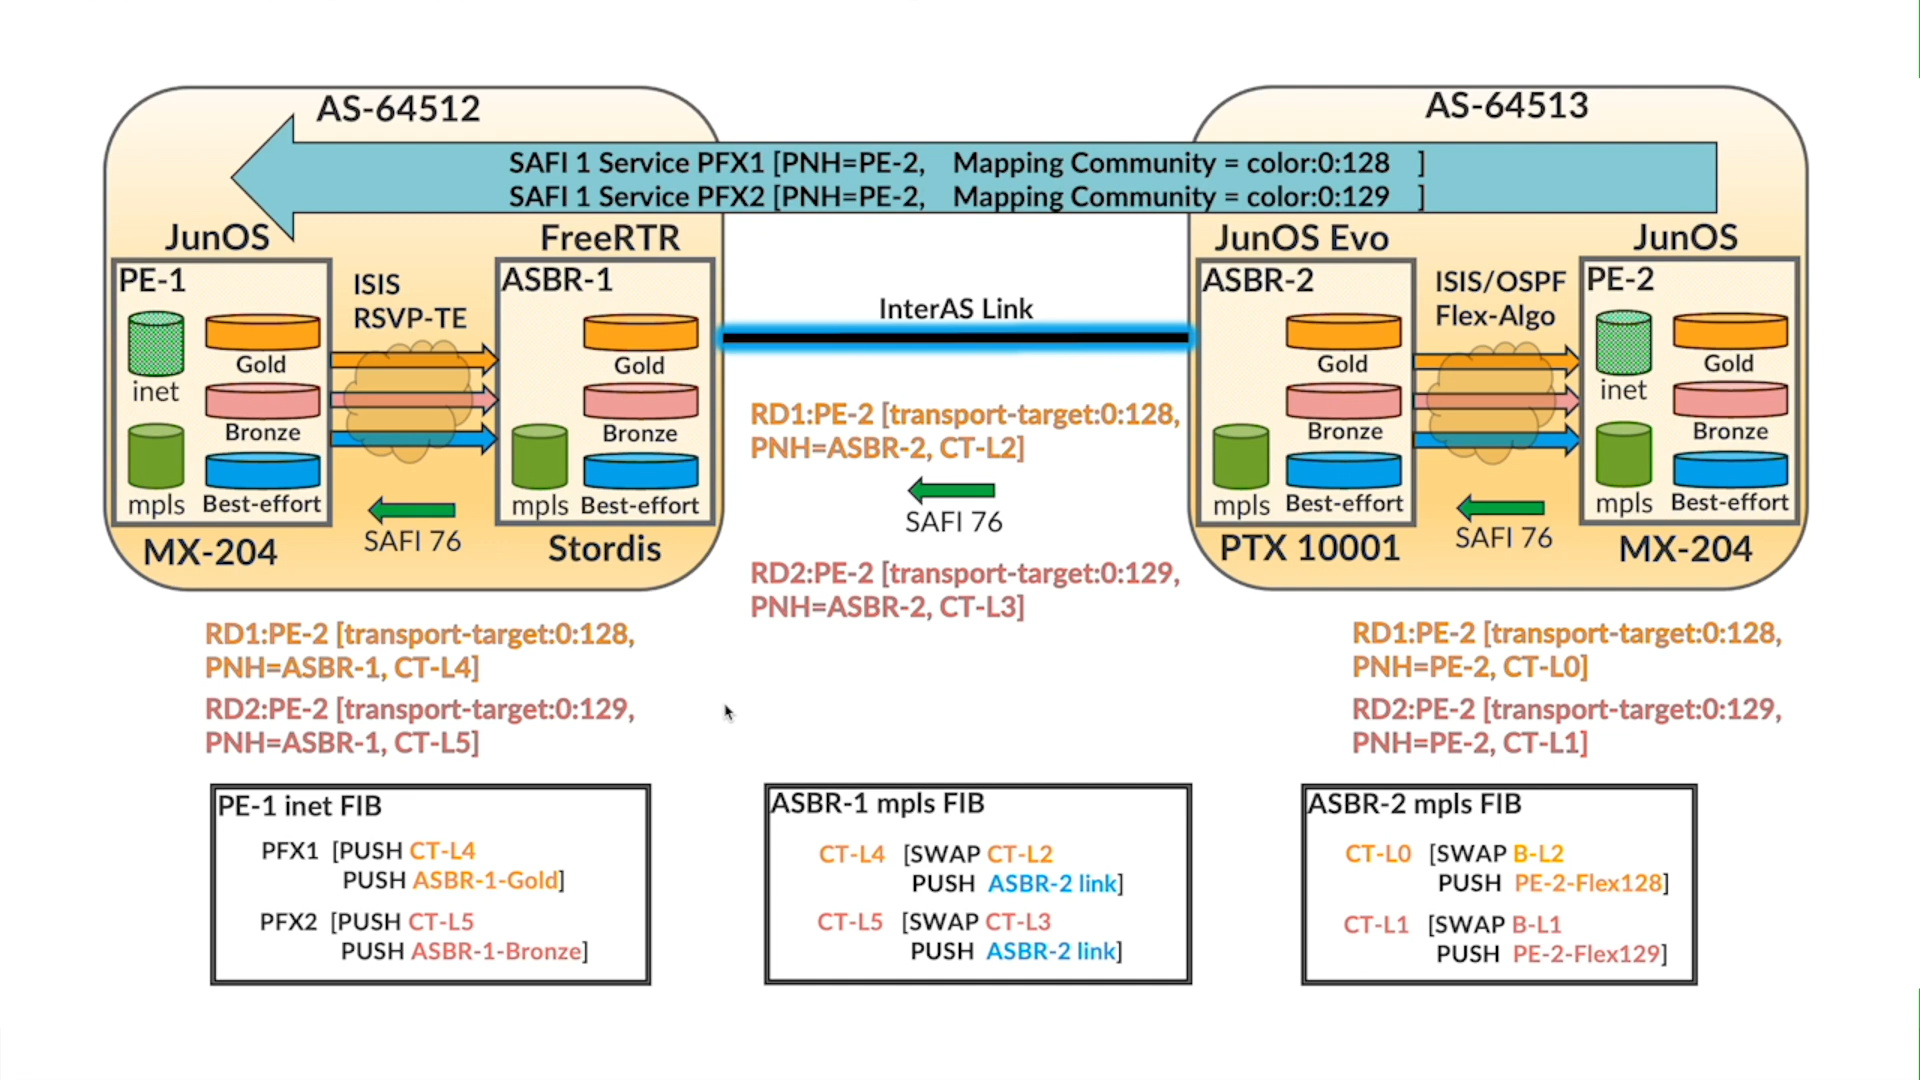 AS-64512
AS-64513
SAFI 1 Service PFX1 [PNH=PE-2, Mapping Community = color:0:128 ]
SAFI 1 Service PFX2 [PNH=PE-2, Mapping Community = color:0:129 ]
JunOS
FreeRTR
JunOS Evo
JunOS
PE-1
inet
mpls
Gold
Bronze
Best-effort
MX-204
ISIS
RSVP-TE
SAFI 76
ASBR-1
mpls
Gold
Bronze
Best-effort
Stordis
InterAS Link
RD1:PE-2 [transport-target:0:128,
PNH=ASBR-2, CT-L2]
SAFI 76
RD2:PE-2 [transport-target:0:129,
PNH=ASBR-2, CT-L3]
ASBR-2
mpls
Gold
Bronze
Best-effort
PTX 10001
ISIS/OSPF
Flex-Algo
SAFI 76
PE-2
inet
mpls
Gold
Bronze
Best-effort
MX-204
RD1:PE-2 [transport-target:0:128,
PNH=ASBR-1, CT-L4]
RD2:PE-2 [transport-target:0:129,
PNH=ASBR-1, CT-L5]
RD1:PE-2 [transport-target:0:128,
PNH=PE-2, CT-L0]
RD2:PE-2 [transport-target:0:129,
PNH=PE-2, CT-L1]
PE-1 inet FIB
PFX1 [PUSH CT-L4
PUSH ASBR-1-Gold]
PFX2 [PUSH CT-L5
PUSH ASBR-1-Bronze]
ASBR-1 mpls FIB
CT-L4 [SWAP CT-L2
PUSH ASBR-2 link]
CT-L5 [SWAP CT-L3
PUSH ASBR-2 link]
ASBR-2 mpls FIB
CT-L0 [SWAP B-L2
PUSH PE-2-Flex128]
CT-L1 [SWAP B-L1
PUSH PE-2-Flex129]